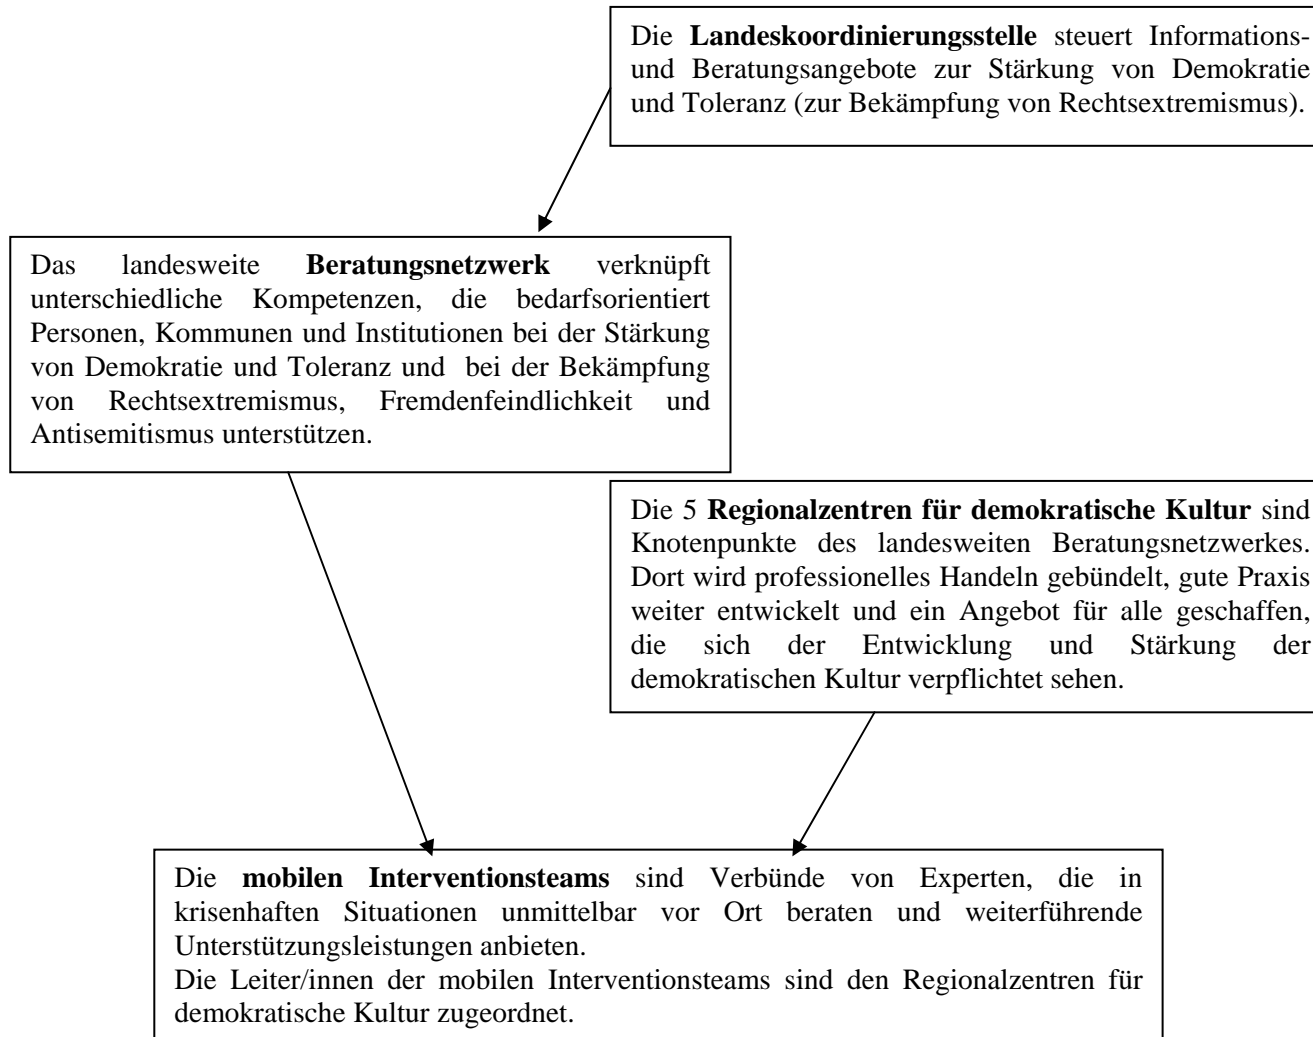 Die Landeskoordinierungsstelle steuert Informations-
und Beratungsangebote zur Stärkung von Demokratie
und Toleranz (zur Bekämpfung von Rechtsextremismus).
Das landesweite Beratungsnetzwerk verknüpft
unterschiedliche Kompetenzen, die bedarfsorientiert
Personen, Kommunen und Institutionen bei der Stärkung
von Demokratie und Toleranz und bei der Bekämpfung
von Rechtsextremismus, Fremdenfeindlichkeit und
Antisemitismus unterstützen.
Die 5 Regionalzentren für demokratische Kultur sind
Knotenpunkte des landesweiten Beratungsnetzwerkes.
Dort wird professionelles Handeln gebündelt, gute Praxis
weiter entwickelt und ein Angebot für alle geschaffen,
die sich der Entwicklung und Stärkung der
demokratischen Kultur verpflichtet sehen.
Die mobilen Interventionsteams sind Verbünde von Experten, die in
krisenhaften Situationen unmittelbar vor Ort beraten und weiterführende
Unterstützungsleistungen anbieten.
Die Leiter/innen der mobilen Interventionsteams sind den Regionalzentren für
demokratische Kultur zugeordnet.